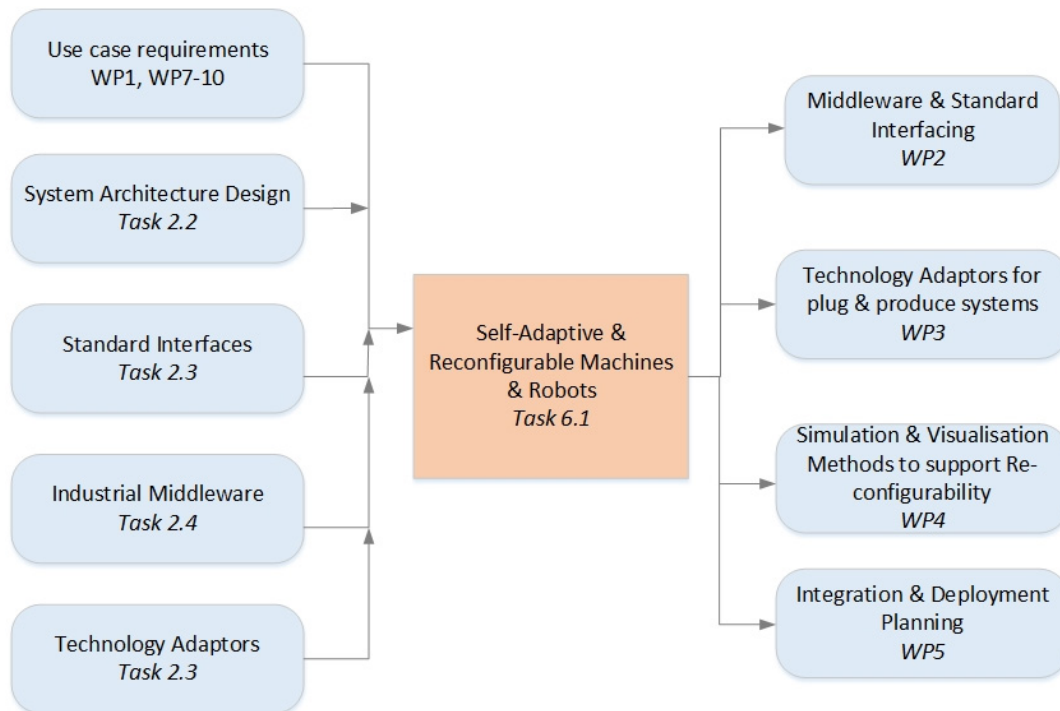 Use case requirements
WP1, WP7-10
System Architecture Design
Task 2.2
Standard Interfaces
Task 2.3
Industrial Middleware
Task 2.4
Technology Adaptors
Task 2.3
Self-Adaptive &
Reconfigurable Machines
& Robots
Task 6.1
Middleware & Standard
Interfacing
WP2
Technology Adaptors for
plug & produce systems
WP3
Simulation & Visualisation
Methods to support Re-
configurability
WP4
Integration & Deployment
Planning
WP5